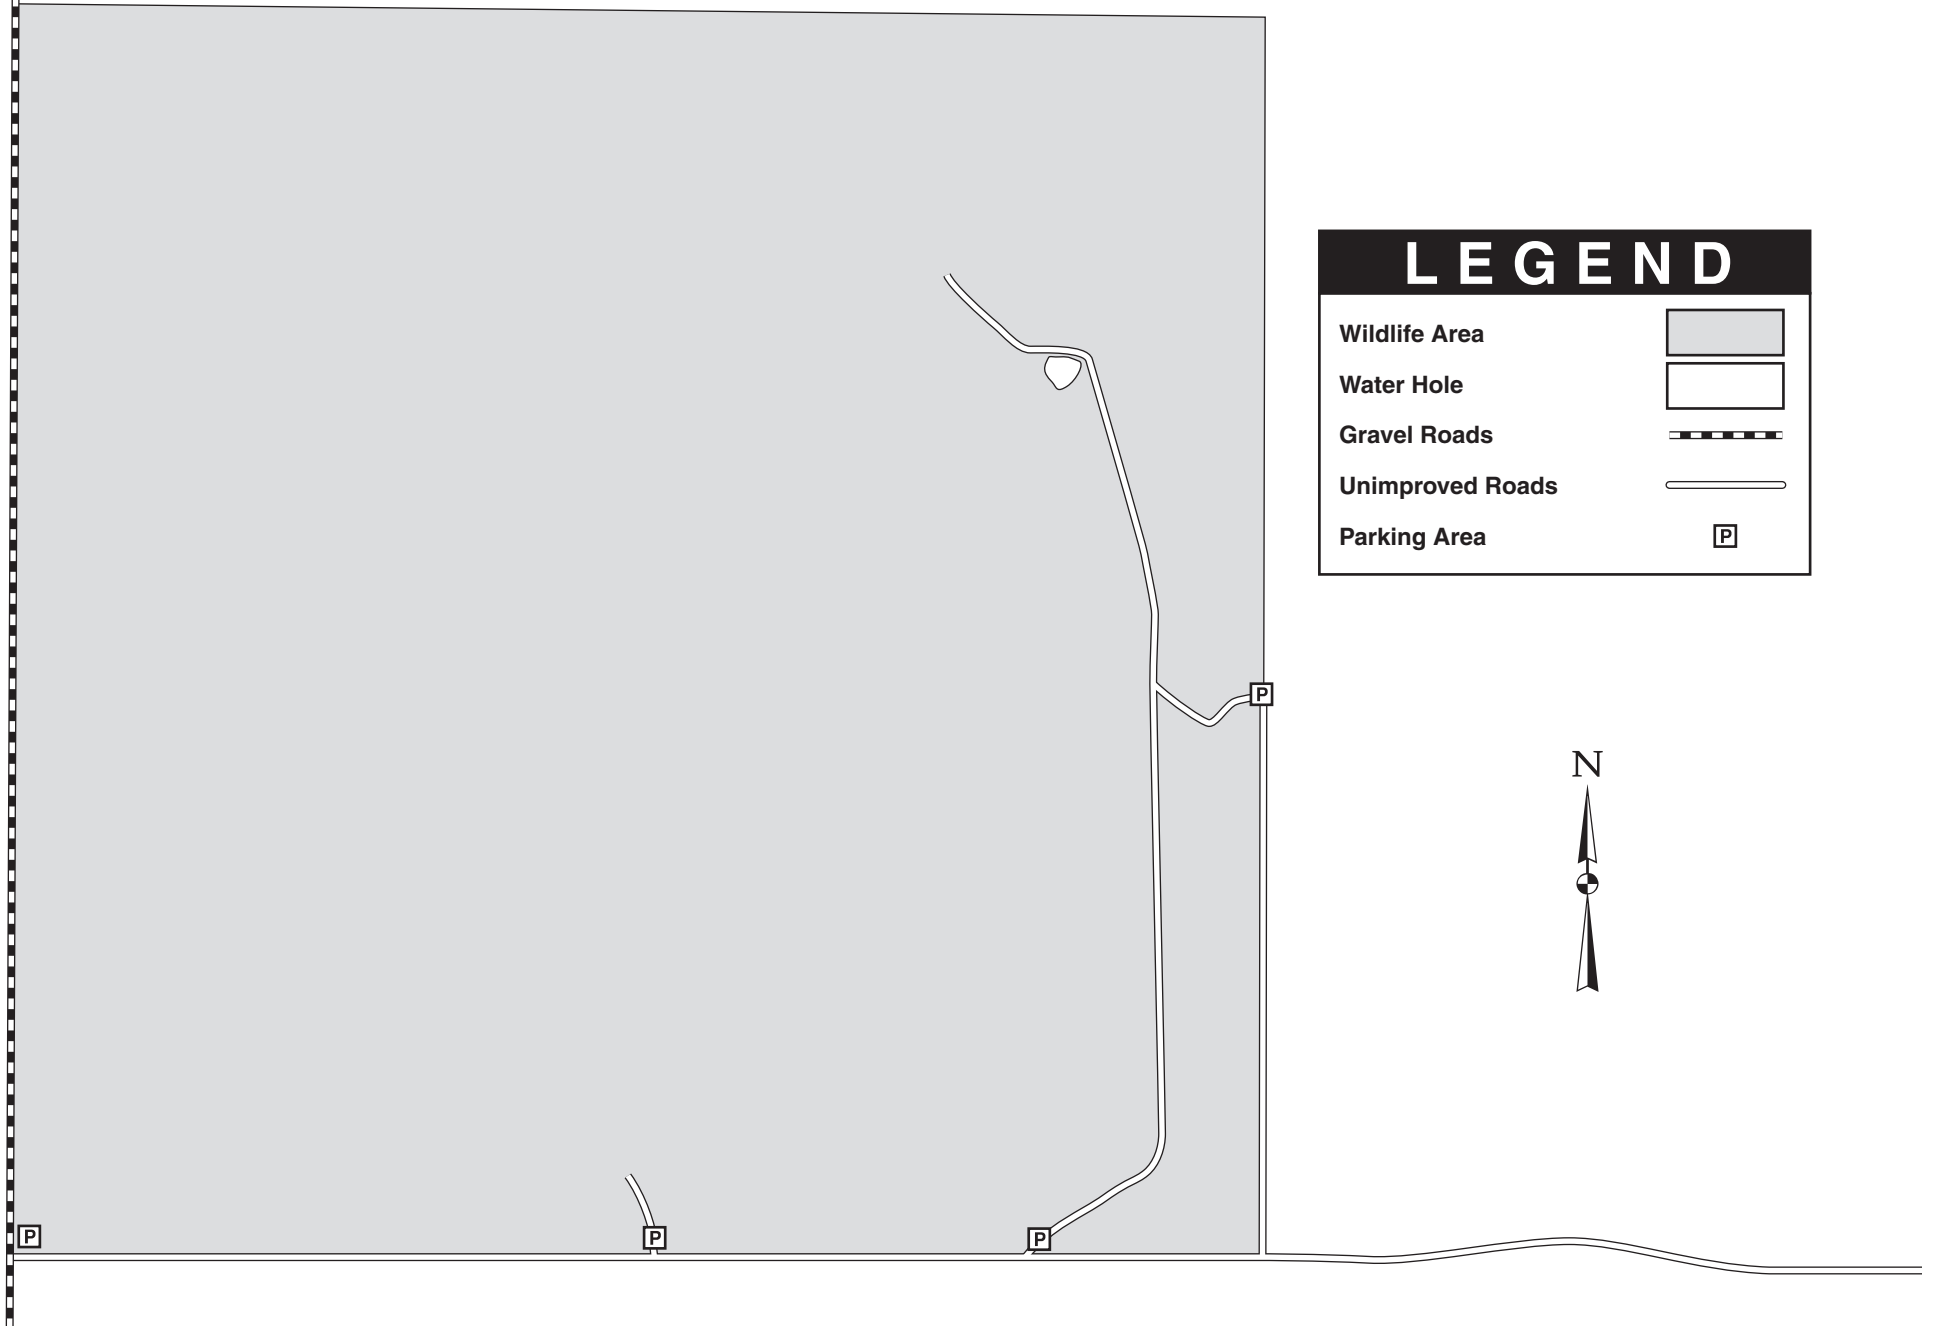 LEGEND
Wildlife Area
Water Hole
Gravel Roads
Unimproved Roads
Parking Area P
P
N
P
P
P